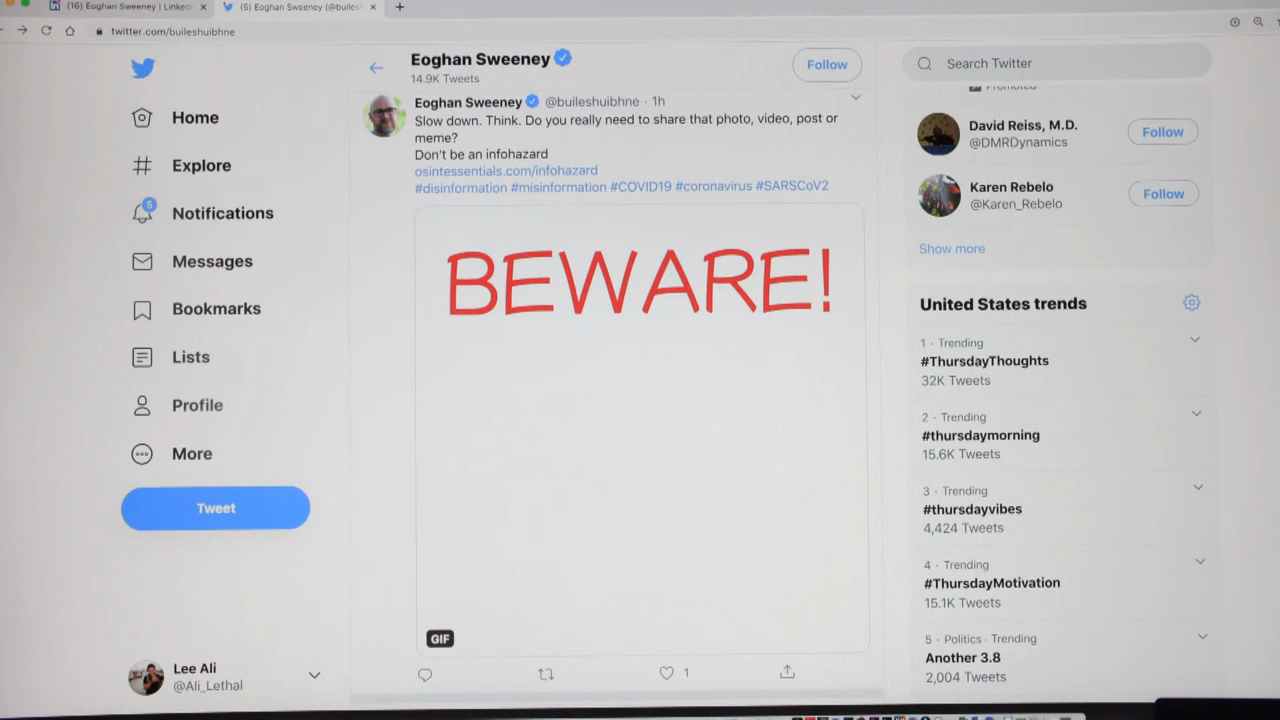 (16) Eoghan Sweeney | LinkedI
(5) Eoghan Sweeney (@builesh
twitter.com/buileshuibhne
Eoghan Sweeney
14.9K Tweets
Follow
Search Twitter
Home
Explore
5
Notifications
Messages
Bookmarks
Lists
Profile
More
Tweet
Lee Ali
@Ali_Lethal
Eoghan Sweeney @buileshuibhne · 1h
Slow down. Think. Do you really need to share that photo, video, post or
meme?
Don't be an infohazard
osintessentials.com/infohazard
#disinformation #misinformation #COVID19 #coronavirus #SARSCoV2
BEWARE!
GIF
1
Promoted
David Reiss, M.D.
@DMRDynamics
Follow
Karen Rebelo
@Karen_Rebelo
Follow
Show more
United States trends
1 · Trending
#ThursdayThoughts
32K Tweets
2 · Trending
#thursdaymorning
15.6K Tweets
3 · Trending
#thursdayvibes
4,424 Tweets
4 · Trending
#ThursdayMotivation
15.1K Tweets
5 · Politics · Trending
Another 3.8
2,004 Tweets